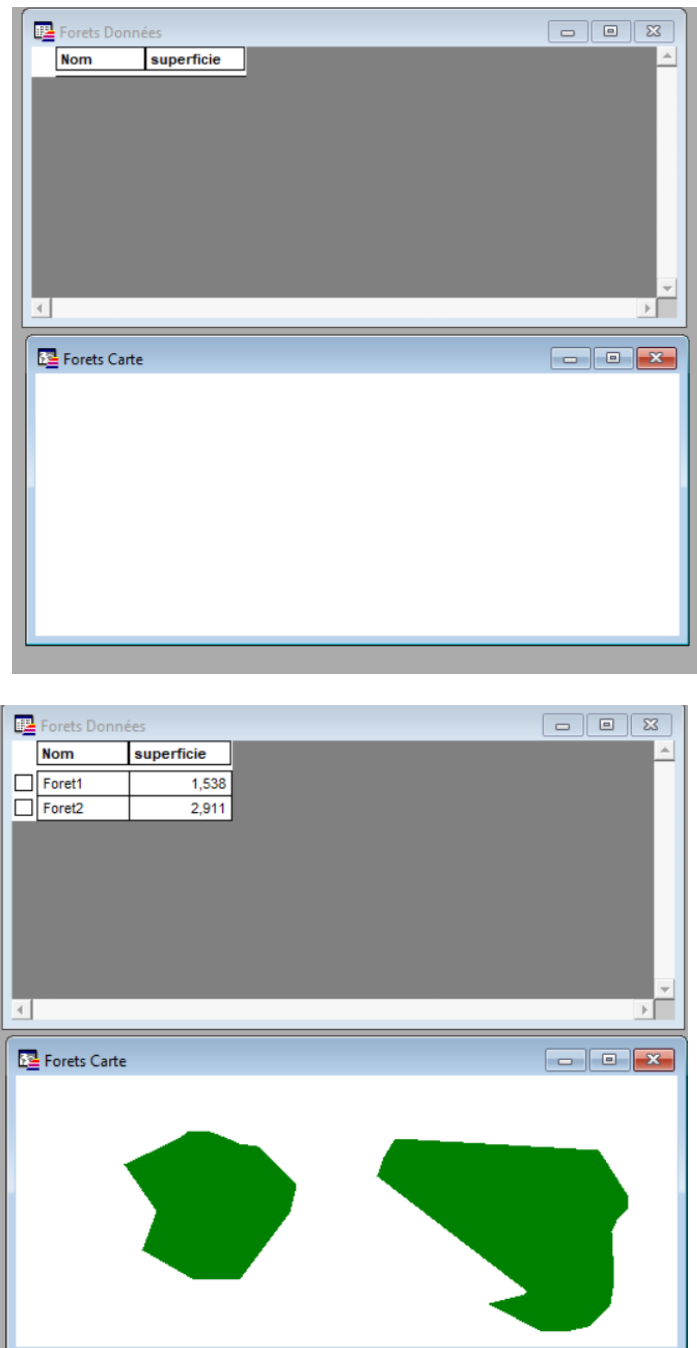 Forets Données
Nom superficie
Forets Carte
Forets Données
Nom superficie
Foret1 1,538
Foret2 2,911
Forets Carte